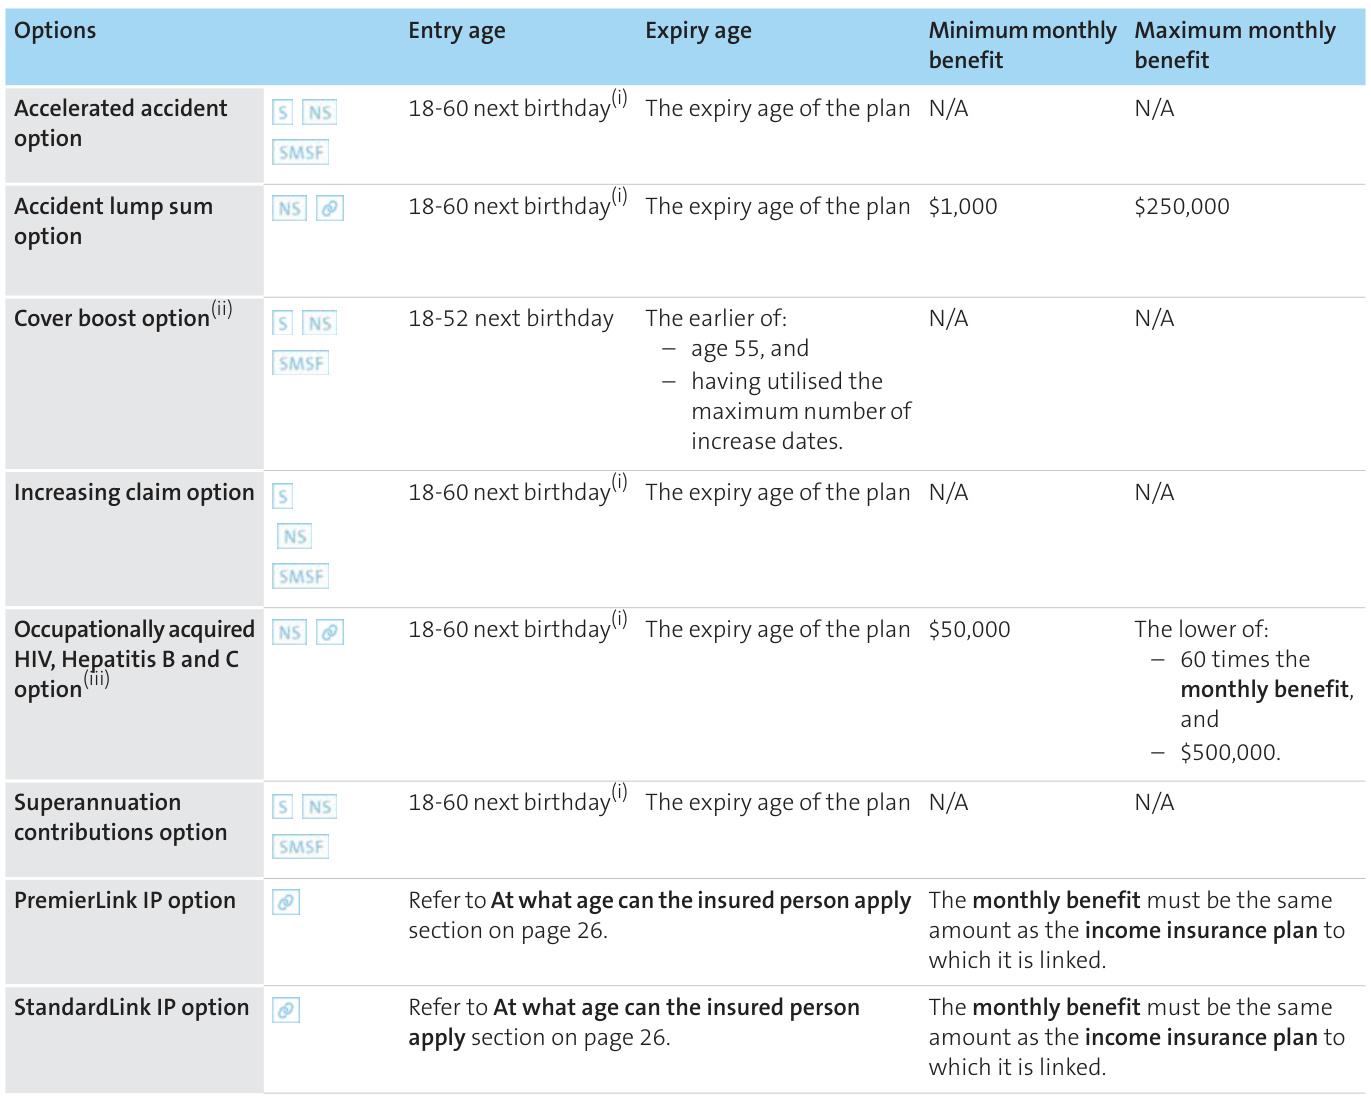 Options Entry age Expiry age Minimum monthly benefit Maximum monthly benefit
Accelerated accident option S NS SMSF 18-60 next birthday(i) The expiry age of the plan N/A N/A
Accident lump sum option NS 18-60 next birthday(i) The expiry age of the plan $1,000 $250,000
Cover boost option(ii) S NS SMSF 18-52 next birthday The earlier of:
– age 55, and
– having utilised the
maximum number of
increase dates.
N/A N/A
Increasing claim option S NS SMSF 18-60 next birthday(i) The expiry age of the plan N/A N/A
Occupationally acquired
HIV, Hepatitis B and C
option(iii)
NS 18-60 next birthday(i) The expiry age of the plan $50,000 The lower of:
– 60 times the
monthly benefit,
and
– $500,000.
Superannuation
contributions option
S NS SMSF 18-60 next birthday(i) The expiry age of the plan N/A N/A
PremierLink IP option
Refer to At what age can the insured person apply
section on page 26.
The monthly benefit must be the same
amount as the income insurance plan to
which it is linked.
StandardLink IP option
Refer to At what age can the insured person
apply section on page 26.
The monthly benefit must be the same
amount as the income insurance plan to
which it is linked.